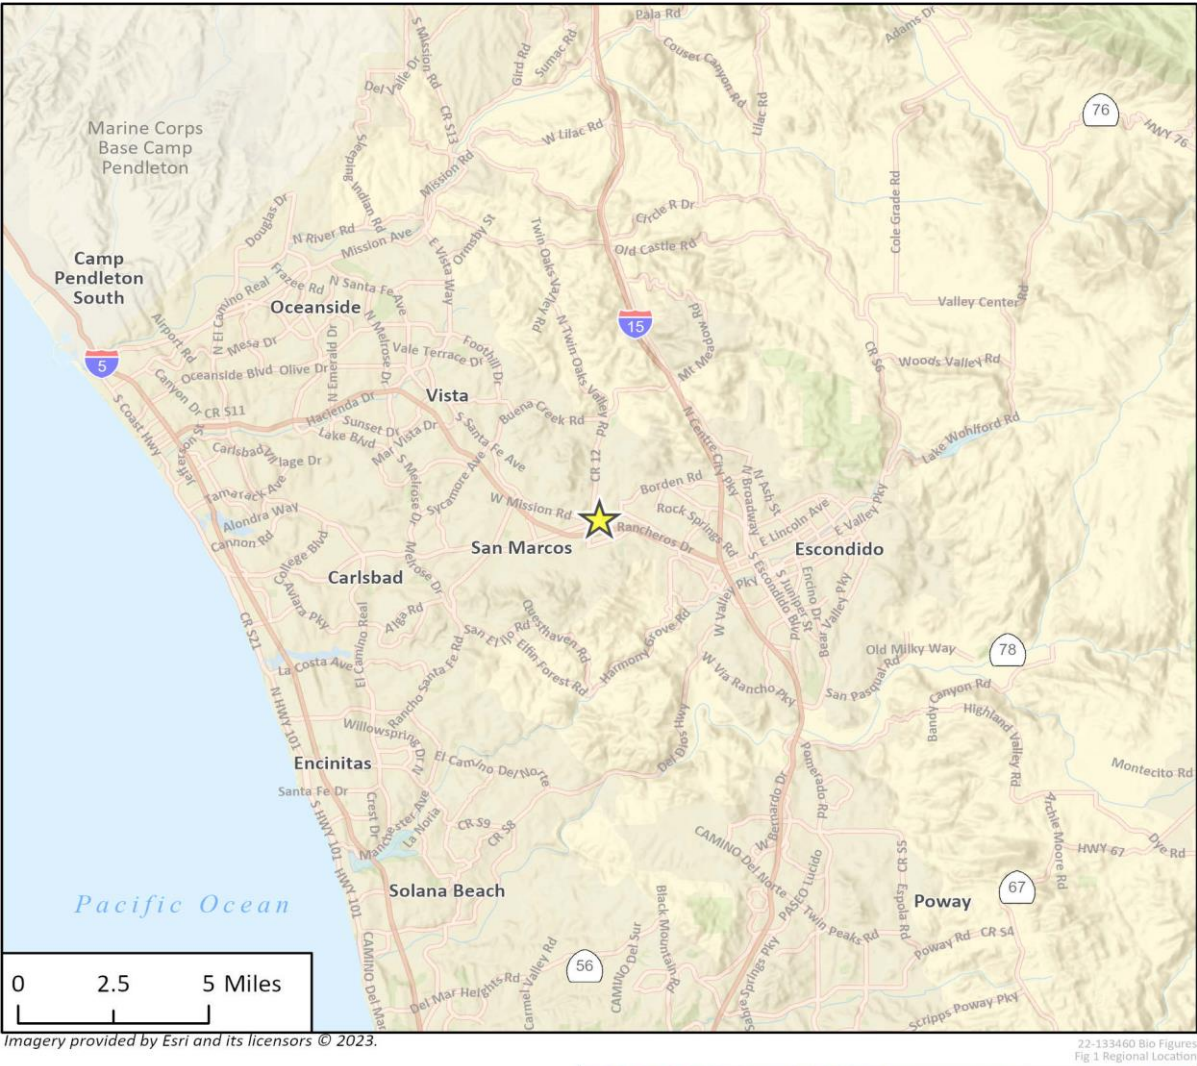 Pala Rd
Adams Dr
S Mission Rd
Gird Rd
Sumac Rd
Couser Canyon Rd
Del Valle Dr
Lilac Rd
76
HWY 76
CR S13
W Lilac Rd
Marine Corps
Base Camp
Pendleton
Sleeping Indian Rd
Mission Rd
Cole Grade Rd
Douglas Dr
Circle R Dr
N River Rd
Mission Ave
E Vista Way
Ormsby St
Twin Oaks Valley Rd
Old Castle Rd
Camp
Pendleton
South
Frazee Rd
N Santa Fe Ave
N El Camino Real
Oceanside
Valley Center Rd
Airport Rd
15
N Melrose Dr
N Twin Oaks Valley Rd
Mt Meadow Rd
Mesa Dr
N Emerald Dr
Vale Terrace Dr
Foothill Dr
CR S6
Woods Valley Rd
5
Oceanside Blvd
Olive Dr
Canyon Dr
Vista
S Coast Hwy
CR S11
Hacienda Dr
Buena Creek Rd
N Centre City Pky
Lake Wohlford Rd
Sunset Dr
Lake Blvd
Mar Vista Dr
S Santa Fe Ave
Jefferson St
Carlsbad Village Dr
S Melrose Dr
Sycamore Ave
CR 12
Borden Rd
N Broadway
N Ash St
Tamarack Ave
W Mission Rd
Rock Springs Rd
E Lincoln Ave
E Valley Pky
Alondra Way
Cannon Rd
College Blvd
Rancheros Dr
San Marcos
Escondido
Melrose Dr
Carlsbad
Aviara Pky
Alga Rd
W Valley Pky
S Escondido Blvd
S Juniper St
Encino Dr
Bear Valley Pky
CR S21
El Camino Real
San Elijo Rd
Questhaven Rd
Elfin Forest Rd
Harmony Grove Rd
La Costa Ave
Rancho Santa Fe Rd
W Via Rancho Pky
Old Milky Way
78
San Pasqual Rd
N HWY 101
Bandy Canyon Rd
Highland Valley Rd
Willowspring Dr N
Del Dios Hwy
Encinitas
El Camino Del Norte
Pomerado Rd
Montecito Rd
Santa Fe Dr
S HWY 101
Crest Dr
Manchester Ave
La Noria
CR S9
CR S8
W Bernardo Dr
Archie Moore Rd
CAMINO Del Norte
CR S5
HWY 67
Dye Rd
HWY 101
Solana Beach
PASEO Lucido
67
Pacific Ocean
Black Mountain Rd
Espola Rd
Poway
Twin Peaks Rd
Poway Rd
CR S4
CAMINO Del Mar
Carmel Valley Rd
CAMINO Del Sur
56
Sabre Springs Pky
Del Mar Heights Rd
Scripps Poway Pky
0 2.5 5 Miles
Imagery provided by Esri and its licensors © 2023.
22-133460 Bio Figures
Fig 1 Regional Location